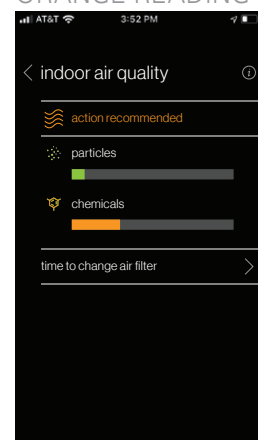 CHANGE READING
AT&T 3:52 PM
indoor air quality
action recommended
particles
chemicals
time to change air filter